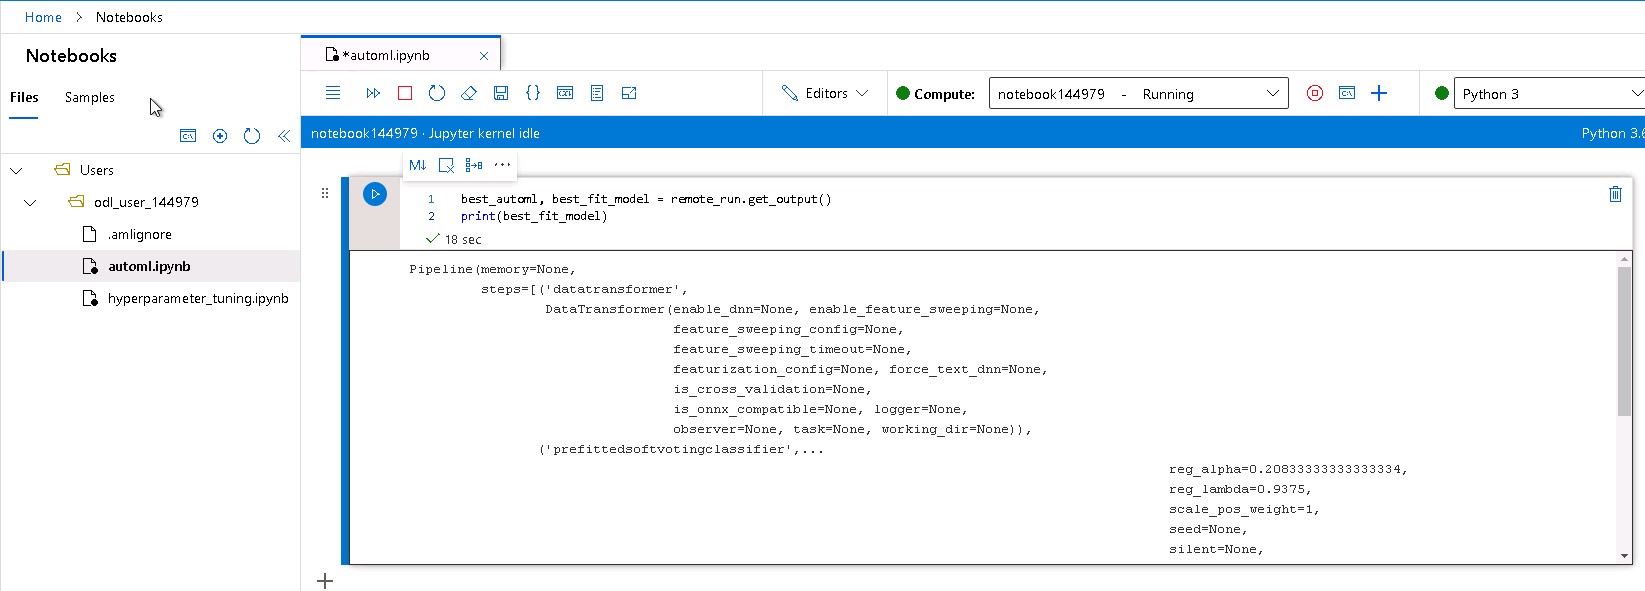 Home > Notebooks
Notebooks
Files Samples
Users
odl_user_144979
.amlignore
automl.ipynb
hyperparameter_tuning.ipynb
*automl.ipynb ×
Editors
Compute: notebook144979 - Running
Python 3
notebook144979 · Jupyter kernel idle
Python 3.6
M↓ ...
1 best_automl, best_fit_model = remote_run.get_output()
2 print(best_fit_model)
18 sec
Pipeline(memory=None,
steps=[('datatransformer',
DataTransformer(enable_dnn=None, enable_feature_sweeping=None,
feature_sweeping_config=None,
feature_sweeping_timeout=None,
featurization_config=None, force_text_dnn=None,
is_cross_validation=None,
is_onnx_compatible=None, logger=None,
observer=None, task=None, working_dir=None)),
('prefittedsoftvotingclassifier',...
reg_alpha=0.20833333333333334,
reg_lambda=0.9375,
scale_pos_weight=1,
seed=None,
silent=None,